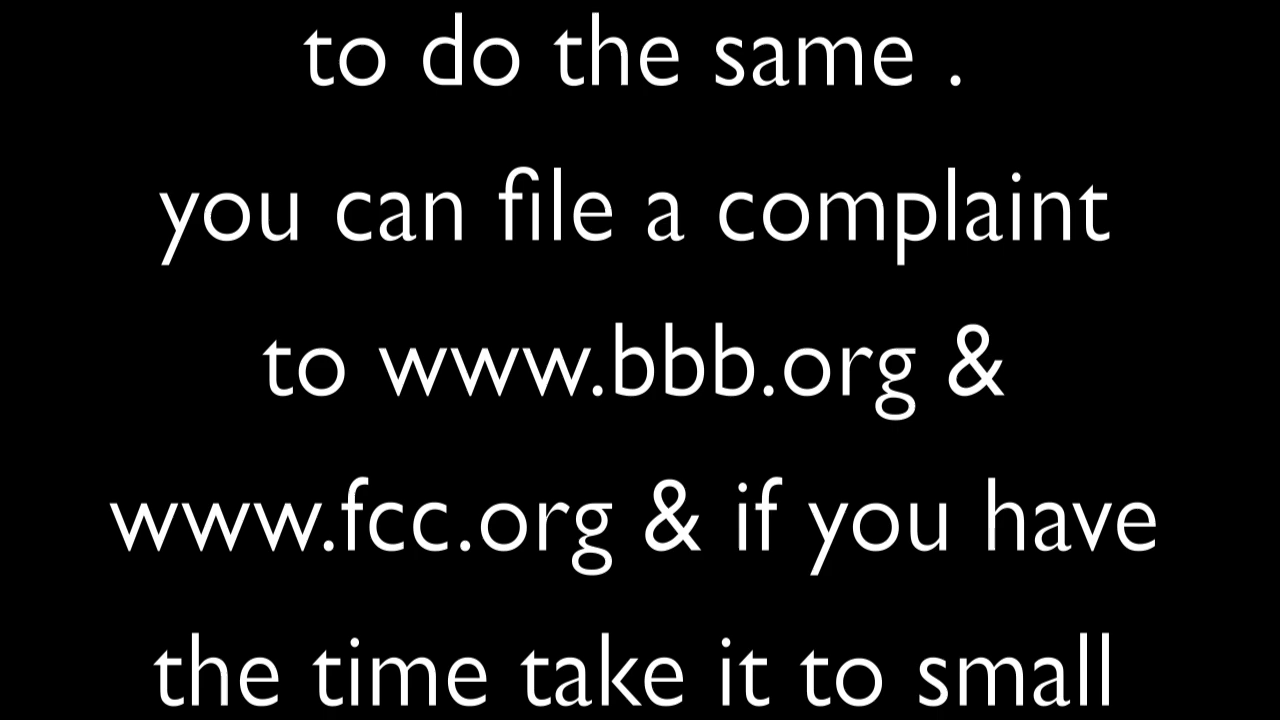 to do the same .
you can file a complaint
to www.bbb.org &
www.fcc.org & if you have
the time take it to small